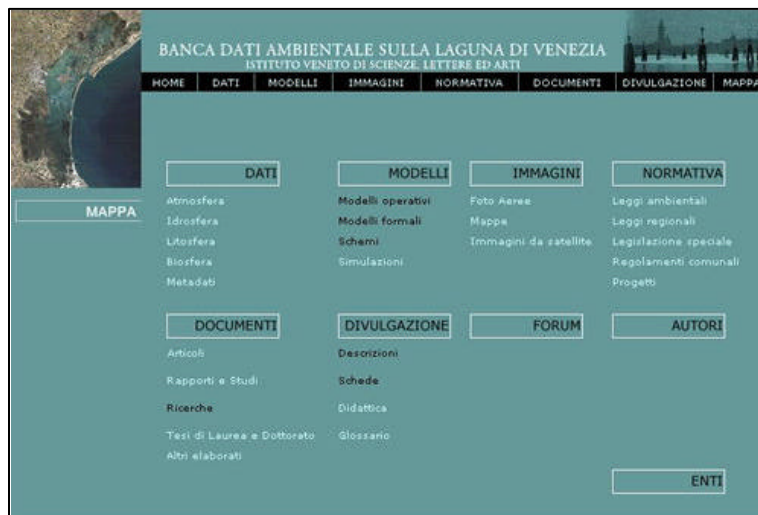 BANCA DATI AMBIENTALE SULLA LAGUNA DI VENEZIA
ISTITUTO VENETO DI SCIENZE, LETTERE ED ARTI
HOME DATI MODELLI IMMAGINI NORMATIVA DOCUMENTI DIVULGAZIONE MAPPA
MAPPA
DATI
Atmosfera
Idrosfera
Litosfera
Biosfera
Metadati
MODELLI
Modelli operativi
Modelli formali
Schemi
Simulazioni
IMMAGINI
Foto Aeree
Mappe
Immagini da satellite
NORMATIVA
Leggi ambientali
Leggi regionali
Legislazione speciale
Regolamenti comunali
Progetti
DOCUMENTI
Articoli
Rapporti e Studi
Ricerche
Tesi di Laurea e Dottorato
Altri elaborati
DIVULGAZIONE
Descrizioni
Schede
Didattica
Glossario
FORUM
AUTORI
ENTI